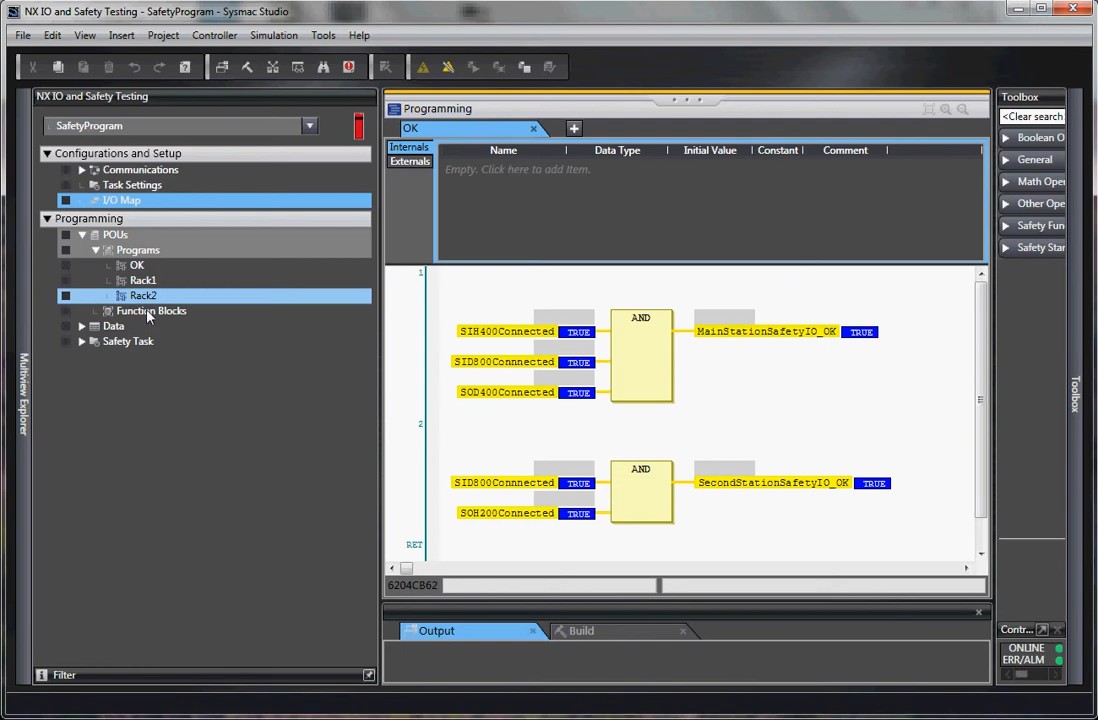 NX IO and Safety Testing - SafetyProgram - Sysmac Studio
File Edit View Insert Project Controller Simulation Tools Help
NX IO and Safety Testing
SafetyProgram
Configurations and Setup
Communications
Task Settings
I/O Map
Programming
POUs
Programs
OK
Rack1
Rack2
Function Blocks
Data
Safety Task
Filter
Multiview Explorer
Programming
OK
Internals
Externals
Name Data Type Initial Value Constant Comment
Empty. Click here to add Item.
1
AND
SIH400Connected TRUE MainStationSafetyIO_OK TRUE
SID800Connnected TRUE
SOD400Connected TRUE
2
AND
SID800Connnected TRUE SecondStationSafetyIO_OK TRUE
SOH200Connected TRUE
RET
6204CB62
Output
Build
Toolbox
<Clear search
Boolean O
General
Math Oper
Other Ope
Safety Fun
Safety Star
Toolbox
Contr...
ONLINE
ERR/ALM